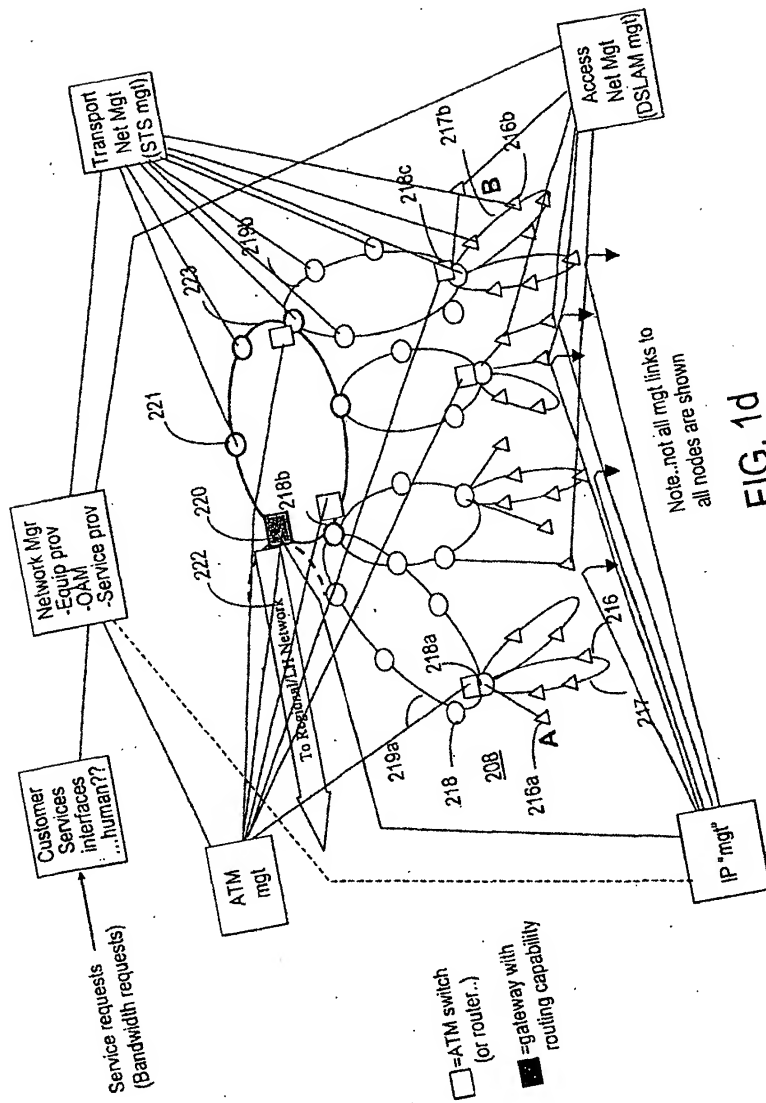 Service requests
(Bandwidth requests)
Customer
Services
interfaces
....human??
Network Mgr
-Equip prov
-OAM
-Service prov
Transport
Net Mgt
(STS mgt)
ATM
mgt
To Regional/LH Network
222
220
218b
221
223
219b
218c
217b
B
216b
Access
Net Mgt
(DSLAM mgt)
219a
218
208
218a
216a
A
217
216
IP "mgt"
=ATM switch
(or router..)
=gateway with
routing capability
Note...not all mgt links to
all nodes are shown
FIG. 1d